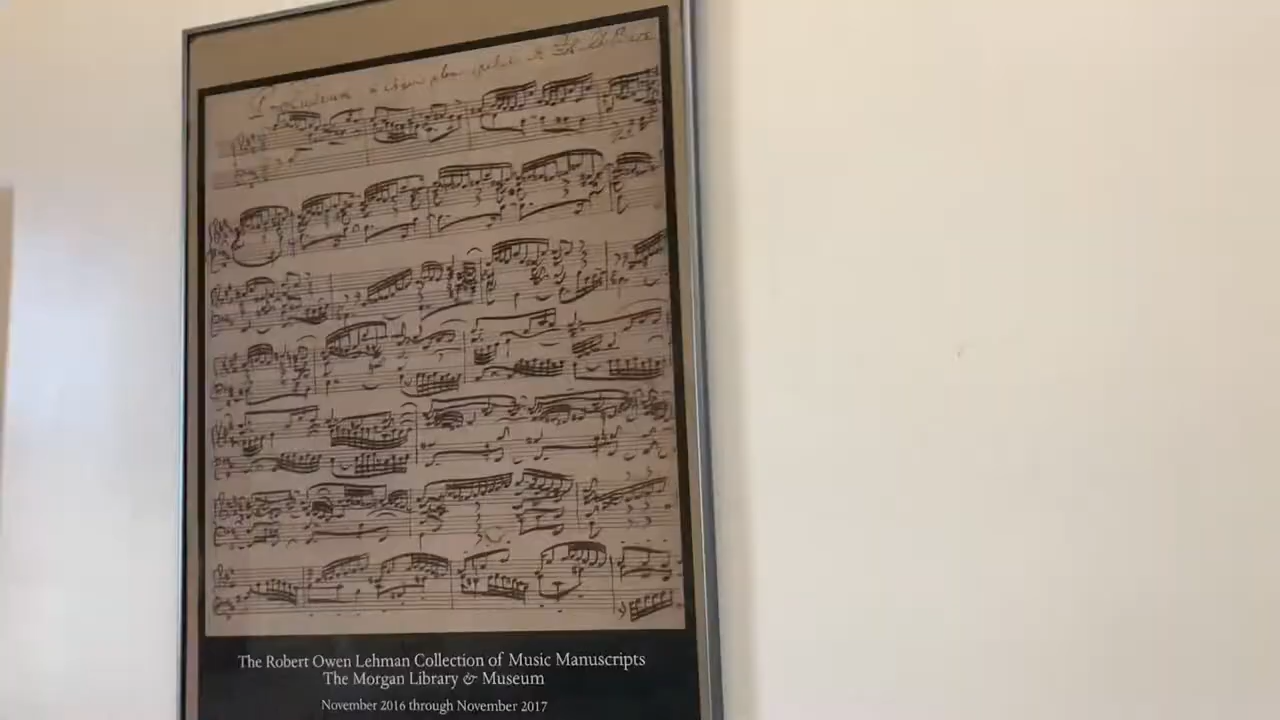 The Robert Owen Lehman Collection of Music Manuscripts
The Morgan Library & Museum
November 2016 through November 2017